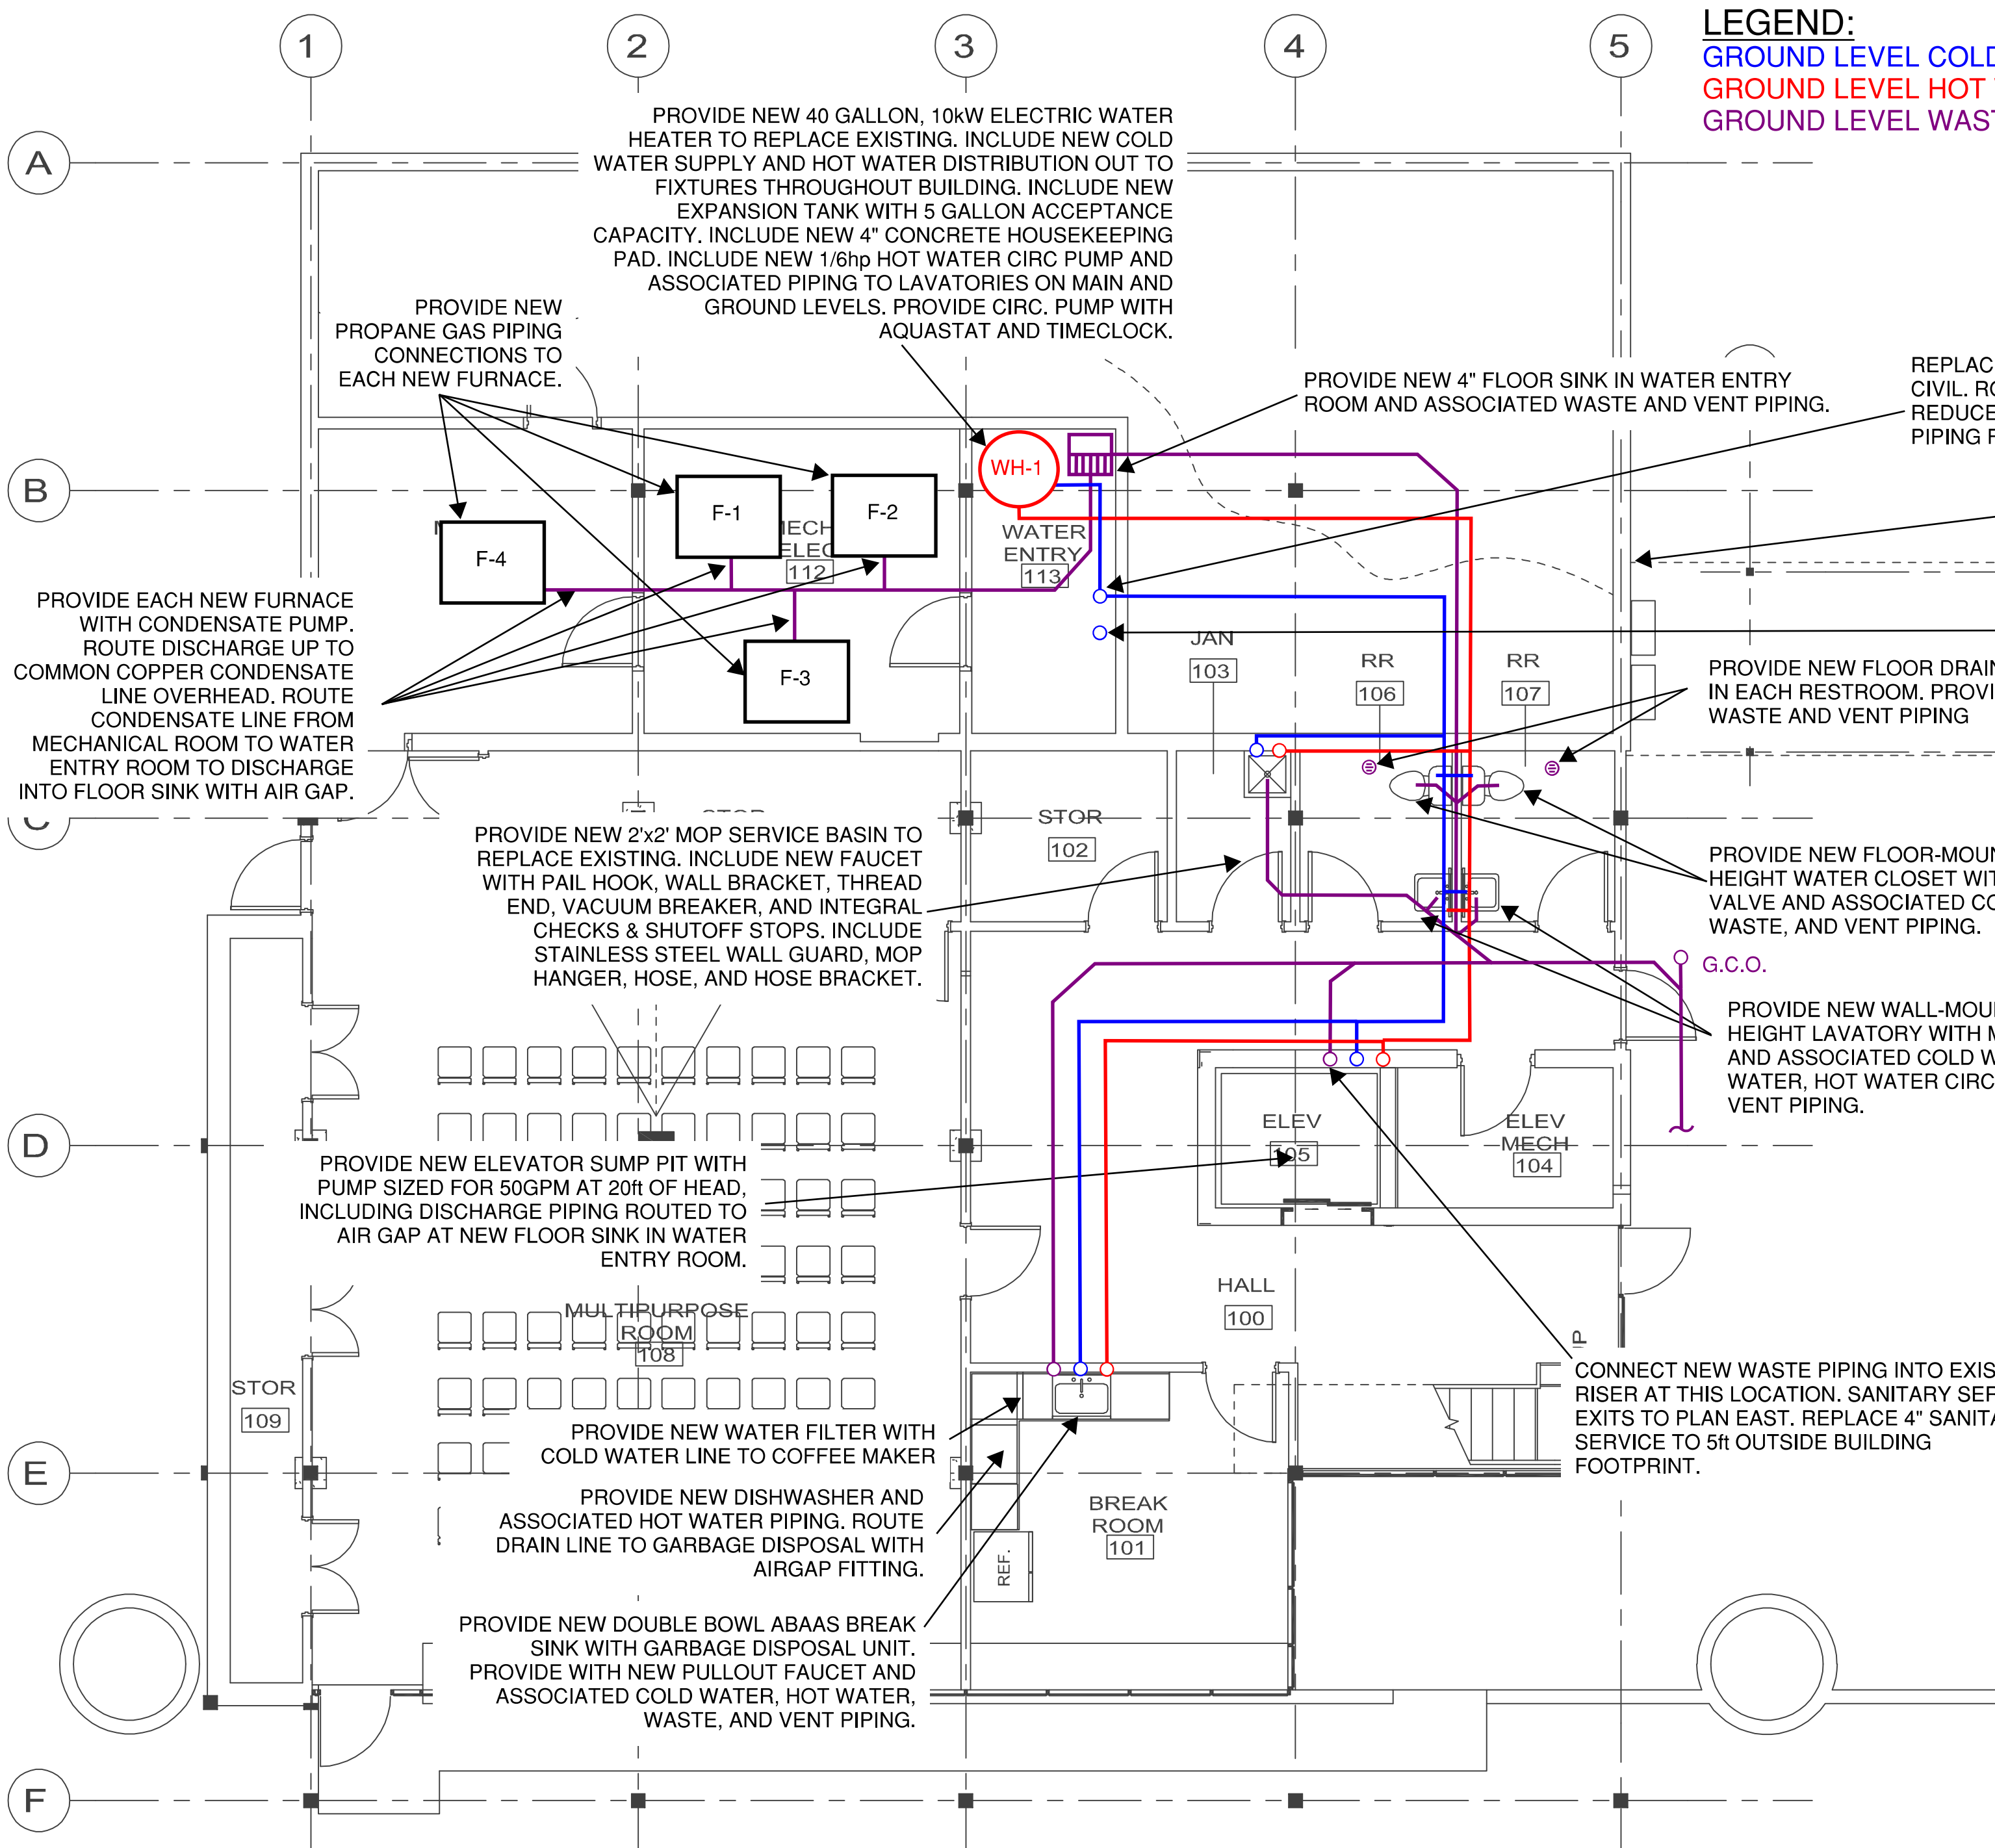 1
2
3
4
5
LEGEND:
GROUND LEVEL COLD
GROUND LEVEL HOT
GROUND LEVEL WAST
A
B
C
D
E
F
PROVIDE NEW 40 GALLON, 10kW ELECTRIC WATER
HEATER TO REPLACE EXISTING. INCLUDE NEW COLD
WATER SUPPLY AND HOT WATER DISTRIBUTION OUT TO
FIXTURES THROUGHOUT BUILDING. INCLUDE NEW
EXPANSION TANK WITH 5 GALLON ACCEPTANCE
CAPACITY. INCLUDE NEW 4" CONCRETE HOUSEKEEPING
PAD. INCLUDE NEW 1/6hp HOT WATER CIRC PUMP AND
ASSOCIATED PIPING TO LAVATORIES ON MAIN AND
GROUND LEVELS. PROVIDE CIRC. PUMP WITH
AQUASTAT AND TIMECLOCK.
PROVIDE NEW
PROPANE GAS PIPING
CONNECTIONS TO
EACH NEW FURNACE.
PROVIDE NEW 4" FLOOR SINK IN WATER ENTRY
ROOM AND ASSOCIATED WASTE AND VENT PIPING.
REPLAC
CIVIL. RO
REDUCE
PIPING F
WH-1
F-1
F-2
F-3
F-4
MECH
ELEC
112
WATER
ENTRY
113
PROVIDE EACH NEW FURNACE
WITH CONDENSATE PUMP.
ROUTE DISCHARGE UP TO
COMMON COPPER CONDENSATE
LINE OVERHEAD. ROUTE
CONDENSATE LINE FROM
MECHANICAL ROOM TO WATER
ENTRY ROOM TO DISCHARGE
INTO FLOOR SINK WITH AIR GAP.
JAN
103
RR
106
RR
107
PROVIDE NEW FLOOR DRAIN
IN EACH RESTROOM. PROVI
WASTE AND VENT PIPING
STOR
STOR
102
PROVIDE NEW 2'x2' MOP SERVICE BASIN TO
REPLACE EXISTING. INCLUDE NEW FAUCET
WITH PAIL HOOK, WALL BRACKET, THREAD
END, VACUUM BREAKER, AND INTEGRAL
CHECKS & SHUTOFF STOPS. INCLUDE
STAINLESS STEEL WALL GUARD, MOP
HANGER, HOSE, AND HOSE BRACKET.
PROVIDE NEW FLOOR-MOUN
HEIGHT WATER CLOSET WIT
VALVE AND ASSOCIATED CO
WASTE, AND VENT PIPING.
G.C.O.
PROVIDE NEW WALL-MOU
HEIGHT LAVATORY WITH M
AND ASSOCIATED COLD W
WATER, HOT WATER CIRC
VENT PIPING.
ELEV
105
ELEV
MECH
104
PROVIDE NEW ELEVATOR SUMP PIT WITH
PUMP SIZED FOR 50GPM AT 20ft OF HEAD,
INCLUDING DISCHARGE PIPING ROUTED TO
AIR GAP AT NEW FLOOR SINK IN WATER
ENTRY ROOM.
MULTIPURPOSE
ROOM
108
HALL
100
STOR
109
CONNECT NEW WASTE PIPING INTO EXIS
RISER AT THIS LOCATION. SANITARY SER
EXITS TO PLAN EAST. REPLACE 4" SANITA
SERVICE TO 5ft OUTSIDE BUILDING
FOOTPRINT.
PROVIDE NEW WATER FILTER WITH
COLD WATER LINE TO COFFEE MAKER
PROVIDE NEW DISHWASHER AND
ASSOCIATED HOT WATER PIPING. ROUTE
DRAIN LINE TO GARBAGE DISPOSAL WITH
AIRGAP FITTING.
BREAK
ROOM
101
REF.
PROVIDE NEW DOUBLE BOWL ABAAS BREAK
SINK WITH GARBAGE DISPOSAL UNIT.
PROVIDE WITH NEW PULLOUT FAUCET AND
ASSOCIATED COLD WATER, HOT WATER,
WASTE, AND VENT PIPING.